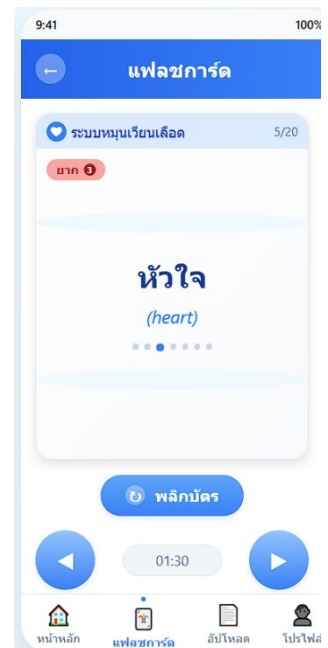 9:41 100%
← แฟลชการ์ด
ระบบหมุนเวียนเลือด 5/20
ยาก 3
หัวใจ
(heart)
พลิกบัตร
01:30
หน้าหลัก แฟลชการ์ด อัปโหลด โปรไฟล์